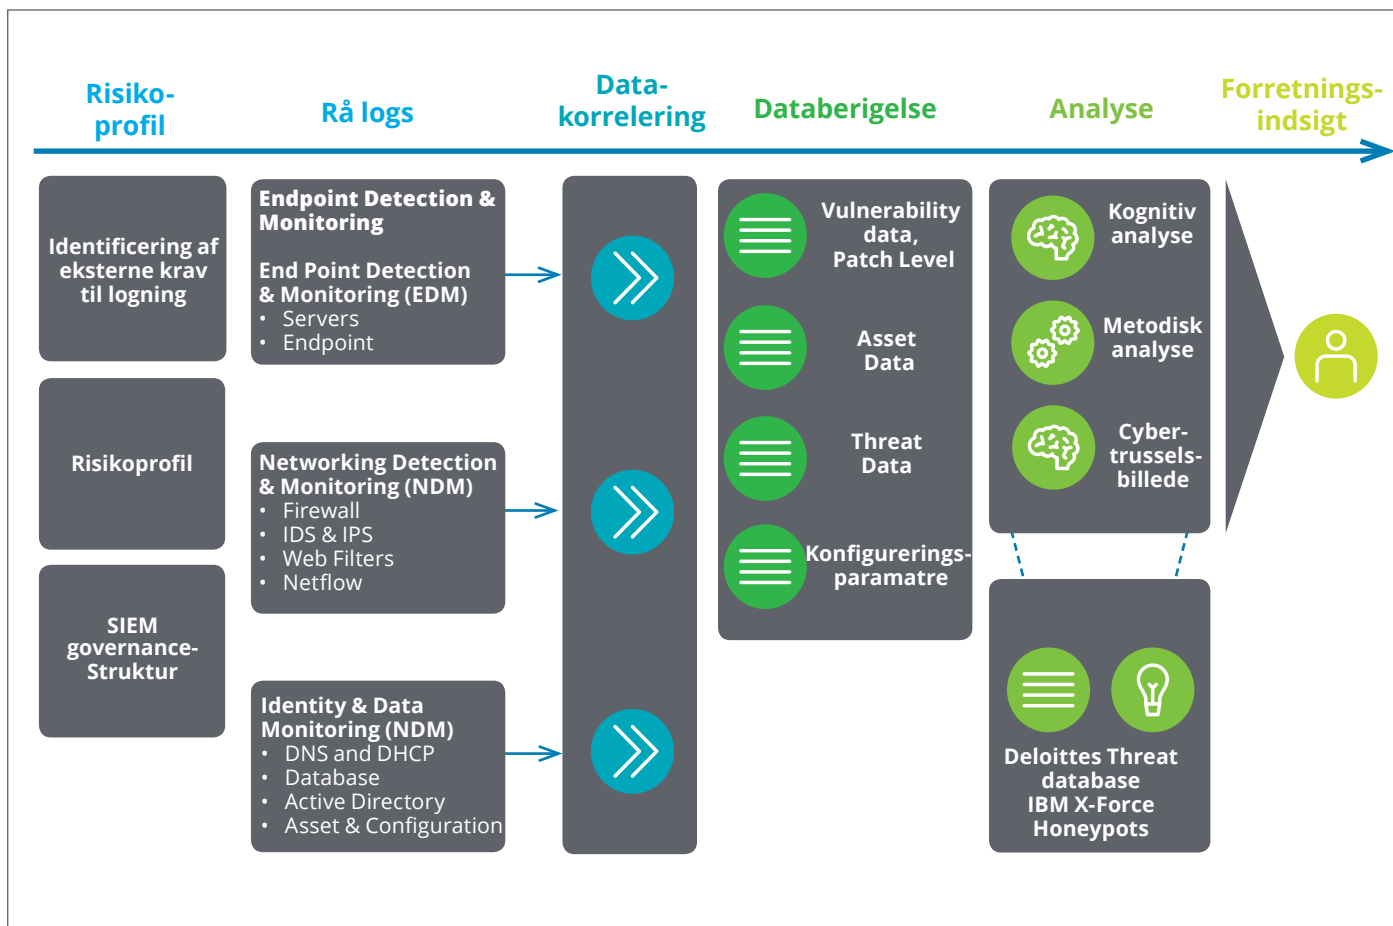 Risiko-
profil
Rå logs
Data-
korrelering
Databerigelse
Analyse
Forretnings-
indsigt
Identificering af
eksterne krav
til logning
Risikoprofil
SIEM
governance-
Struktur
Endpoint Detection &
Monitoring
End Point Detection
& Monitoring (EDM)
• Servers
• Endpoint
Networking Detection
& Monitoring (NDM)
• Firewall
• IDS & IPS
• Web Filters
• Netflow
Identity & Data
Monitoring (NDM)
• DNS and DHCP
• Database
• Active Directory
• Asset & Configuration
Vulnerability
data,
Patch Level
Asset
Data
Threat
Data
Konfigurerings-
paramatre
Kognitiv
analyse
Metodisk
analyse
Cyber-
trussels-
billede
Deloittes Threat
database
IBM X-Force
Honeypots